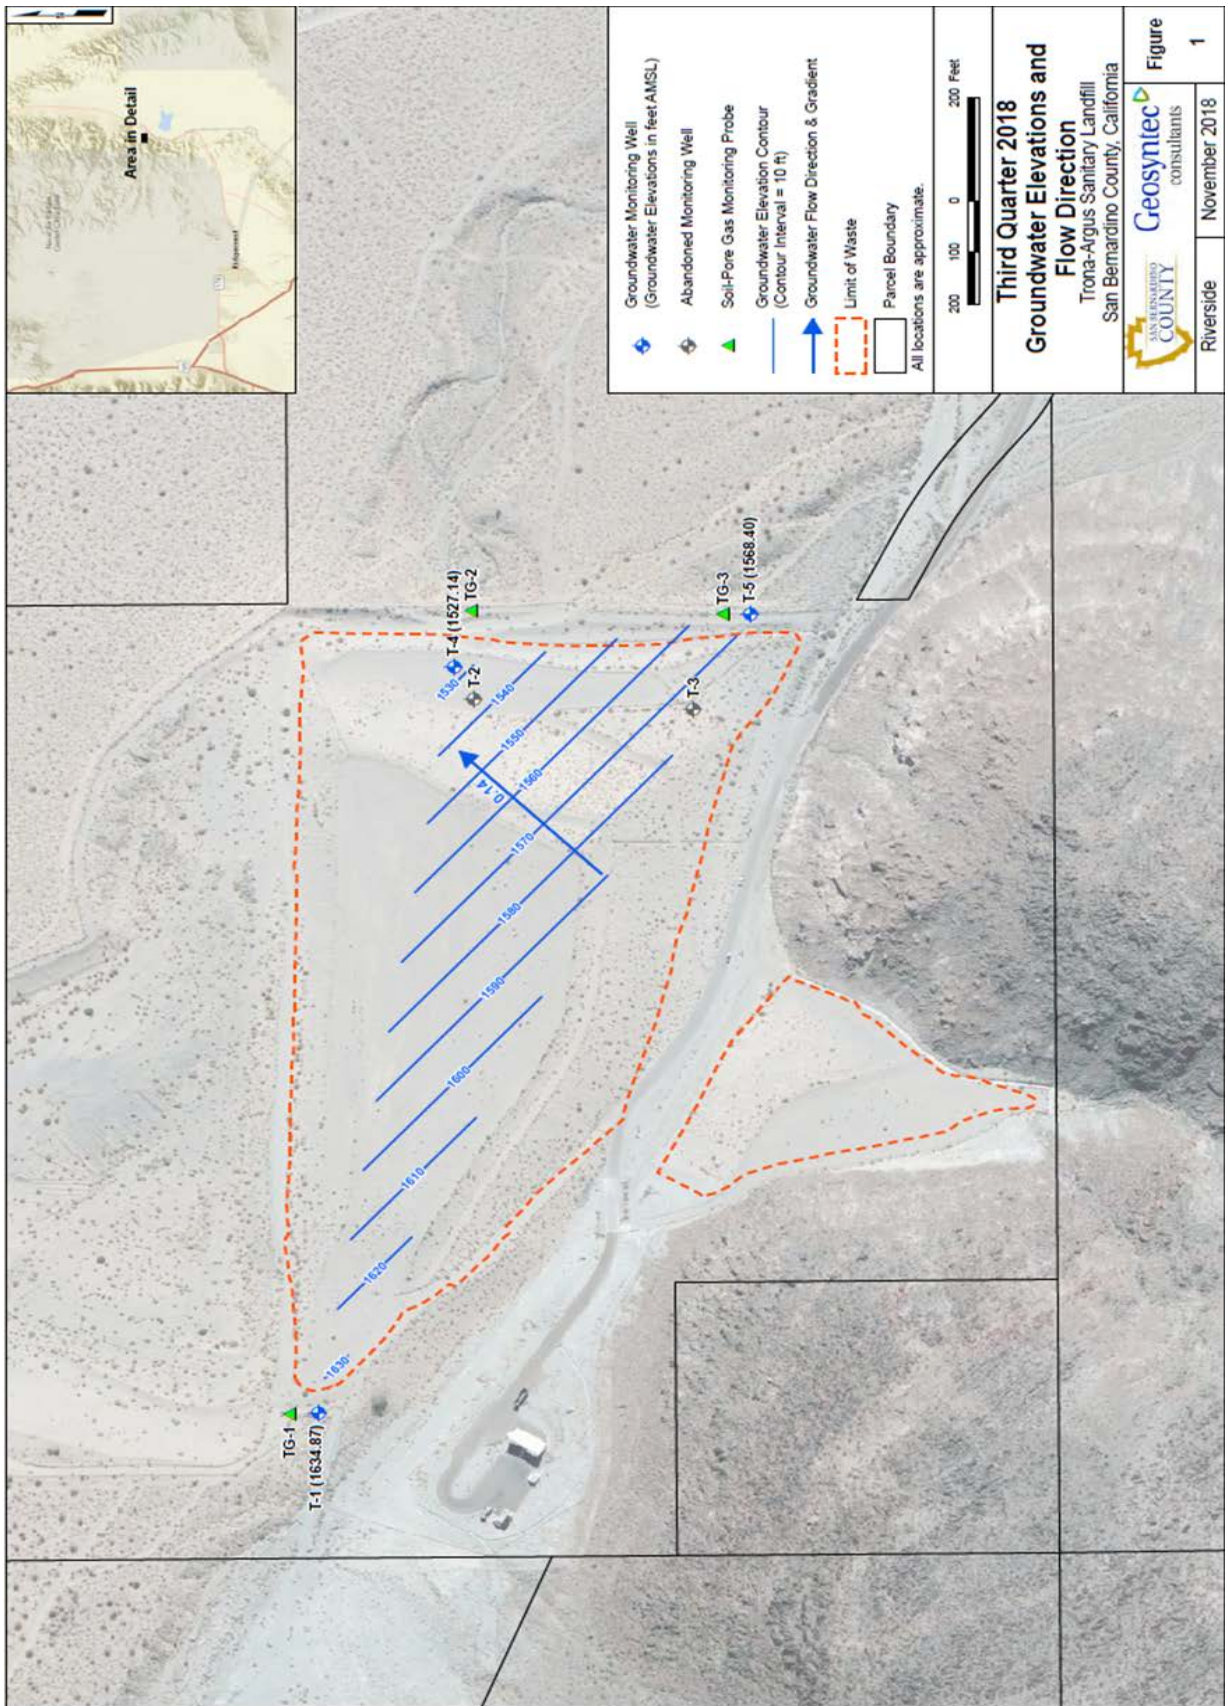 Area in Detail
Ridgecrest
Groundwater Monitoring Well
(Groundwater Elevations in feet AMSL)
Abandoned Monitoring Well
Soil-Pore Gas Monitoring Probe
Groundwater Elevation Contour
(Contour Interval = 10 ft)
Groundwater Flow Direction & Gradient
Limit of Waste
Parcel Boundary
All locations are approximate.
200 100 0 200 Feet
Third Quarter 2018
Groundwater Elevations and
Flow Direction
Trona-Argus Sanitary Landfill
San Bernardino County, California
SAN BERNARDINO
COUNTY
Geosyntec
consultants
Figure
1
Riverside
November 2018
TG-1
T-1 (1634.87)
1630
1620
1610
1600
1590
1580
1570
1560
1550
1540
1530
0.14
T-4 (1527.14)
TG-2
T-2
T-3
TG-3
T-5 (1568.40)